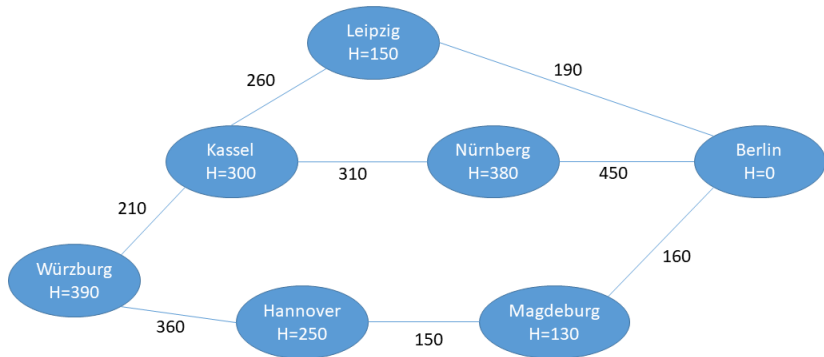 Leipzig
H=150
260
190
Kassel
H=300
310
Nürnberg
H=380
450
Berlin
H=0
210
160
Würzburg
H=390
360
Hannover
H=250
150
Magdeburg
H=130